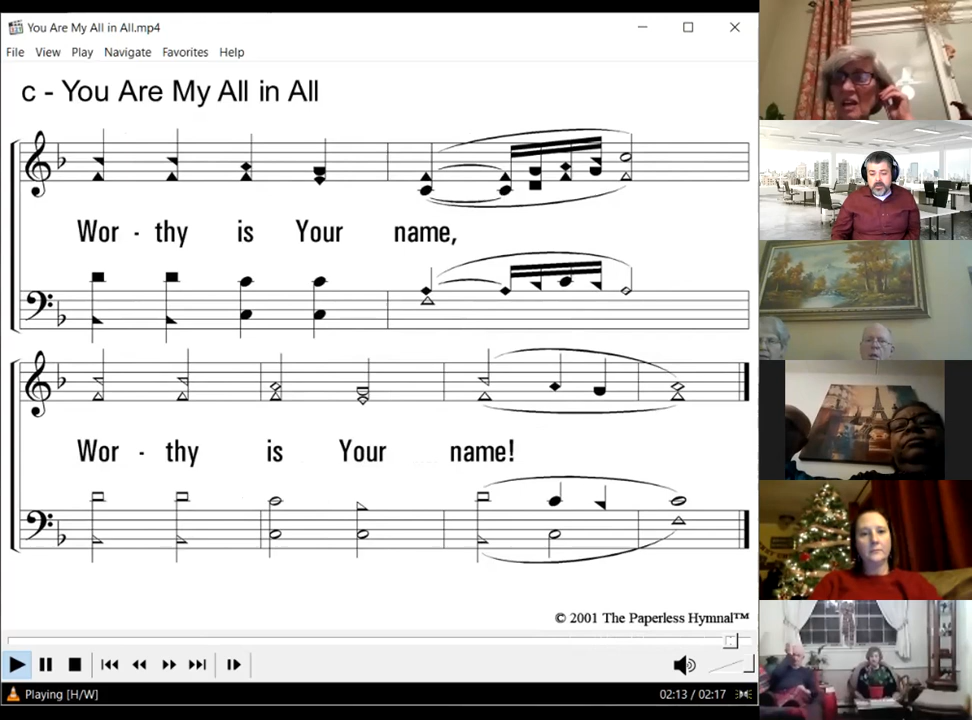 You Are My All in All.mp4
File View Play Navigate Favorites Help
c - You Are My All in All
Wor - thy is Your name,
Wor - thy is Your name!
© 2001 The Paperless Hymnal™
Playing [H/W]
02:13 / 02:17